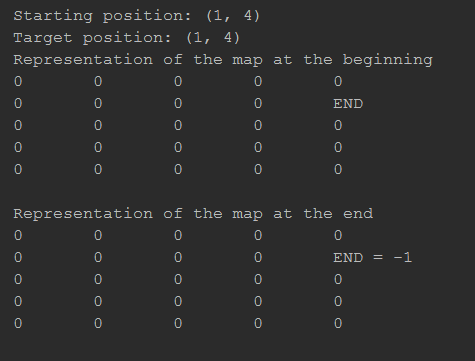 Starting position: (1, 4)
Target position: (1, 4)
Representation of the map at the beginning
0 0 0 0 0
0 0 0 0 END
0 0 0 0 0
0 0 0 0 0
0 0 0 0 0
Representation of the map at the end
0 0 0 0 0
0 0 0 0 END = -1
0 0 0 0 0
0 0 0 0 0
0 0 0 0 0